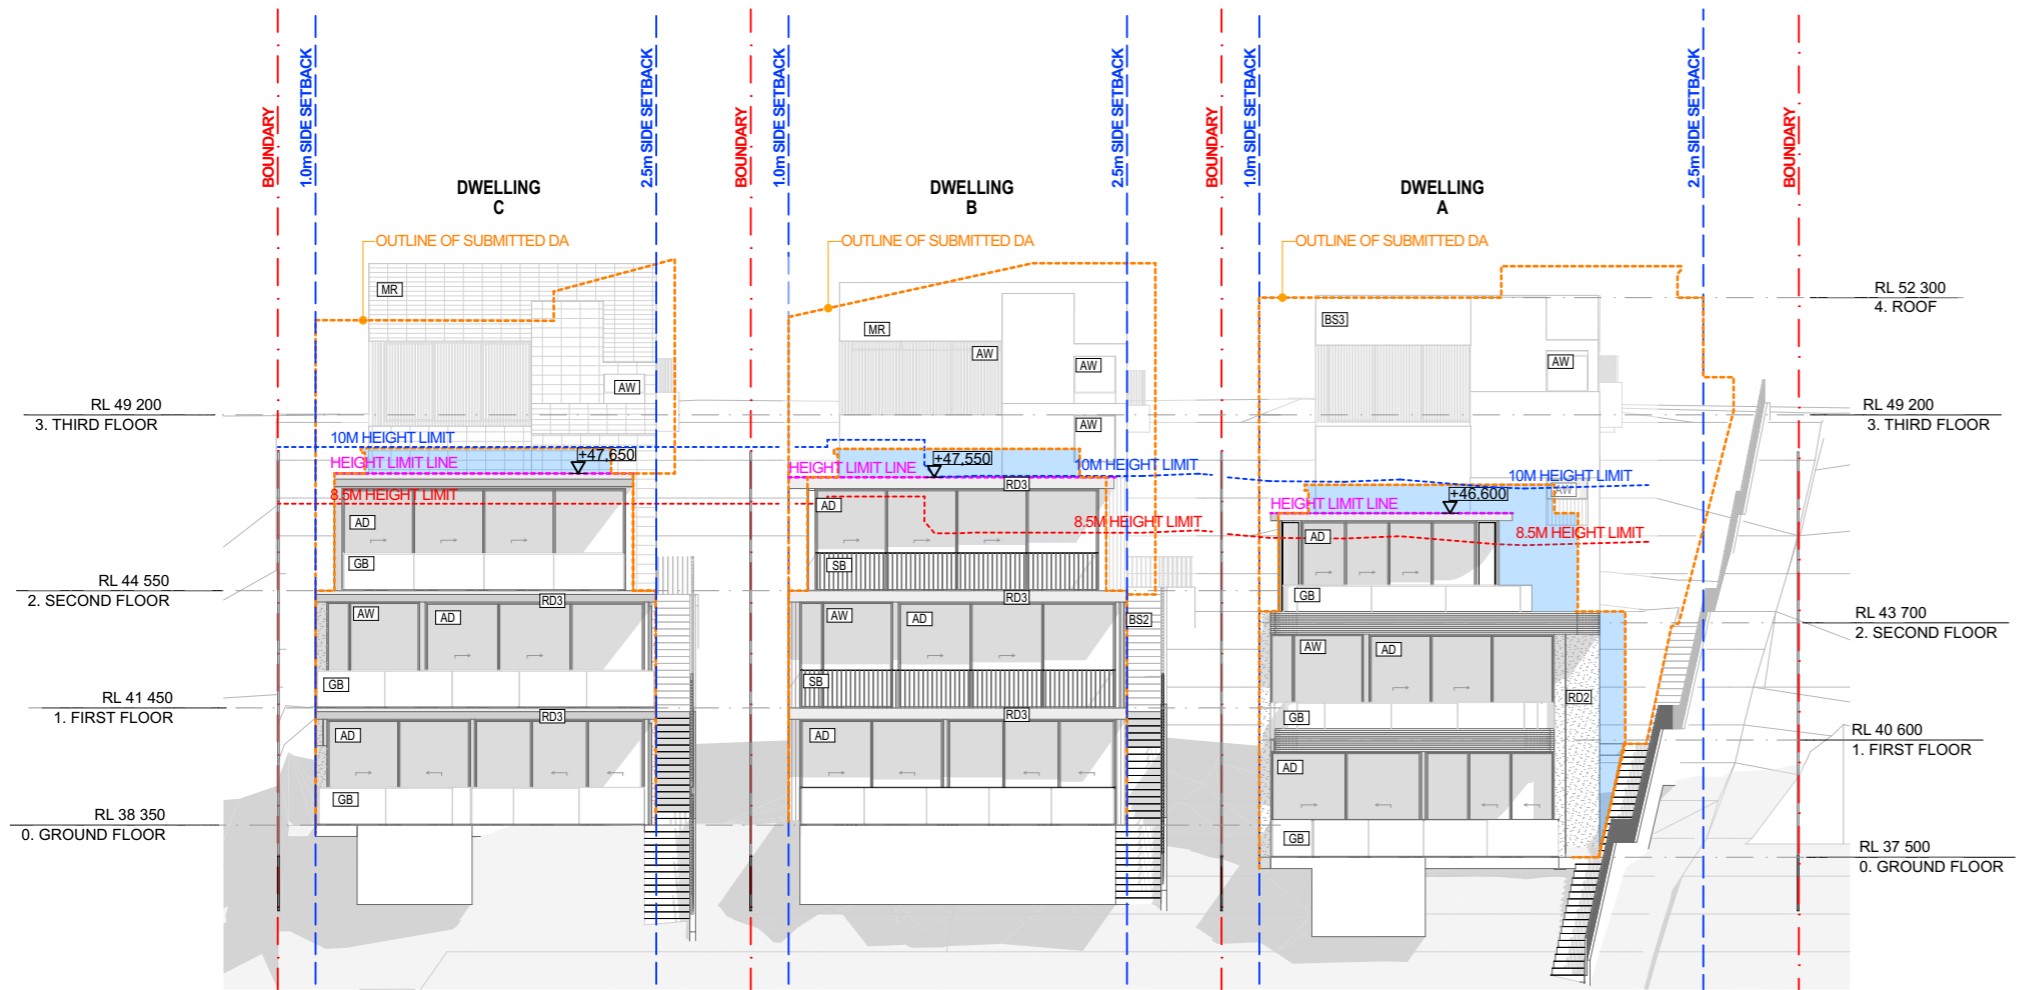 BOUNDARY
1.0m SIDE SETBACK
2.5m SIDE SETBACK
BOUNDARY
1.0m SIDE SETBACK
2.5m SIDE SETBACK
BOUNDARY
1.0m SIDE SETBACK
2.5m SIDE SETBACK
BOUNDARY
DWELLING
C
DWELLING
B
DWELLING
A
OUTLINE OF SUBMITTED DA
OUTLINE OF SUBMITTED DA
OUTLINE OF SUBMITTED DA
MR
AW
MR
AW
AW
AW
BS3
AW
AW
RL 52 300
4. ROOF
RL 49 200
3. THIRD FLOOR
RL 49 200
3. THIRD FLOOR
10M HEIGHT LIMIT
HEIGHT LIMIT LINE
+47,650
8.5M HEIGHT LIMIT
HEIGHT LIMIT LINE
+47,550
10M HEIGHT LIMIT
8.5M HEIGHT LIMIT
10M HEIGHT LIMIT
HEIGHT LIMIT LINE
+46,600
8.5M HEIGHT LIMIT
AD
GB
RD3
AW
AD
GB
RD3
AD
GB
RD3
AD
SB
RD3
AW
AD
BS2
SB
RD3
AD
AD
GB
AW
AD
RD2
GB
AD
GB
RL 44 550
2. SECOND FLOOR
RL 41 450
1. FIRST FLOOR
RL 38 350
0. GROUND FLOOR
RL 43 700
2. SECOND FLOOR
RL 40 600
1. FIRST FLOOR
RL 37 500
0. GROUND FLOOR